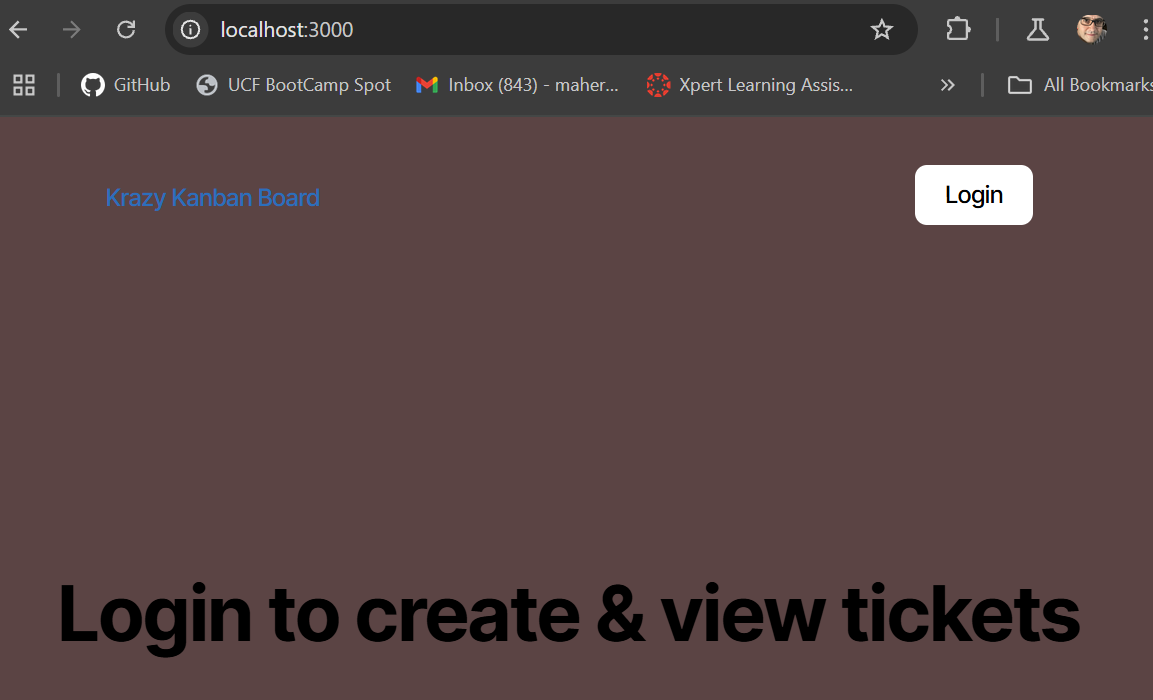 localhost:3000
GitHub UCF BootCamp Spot Inbox (843) - maher... Xpert Learning Assis... » All Bookmarks
Krazy Kanban Board Login
Login to create & view tickets